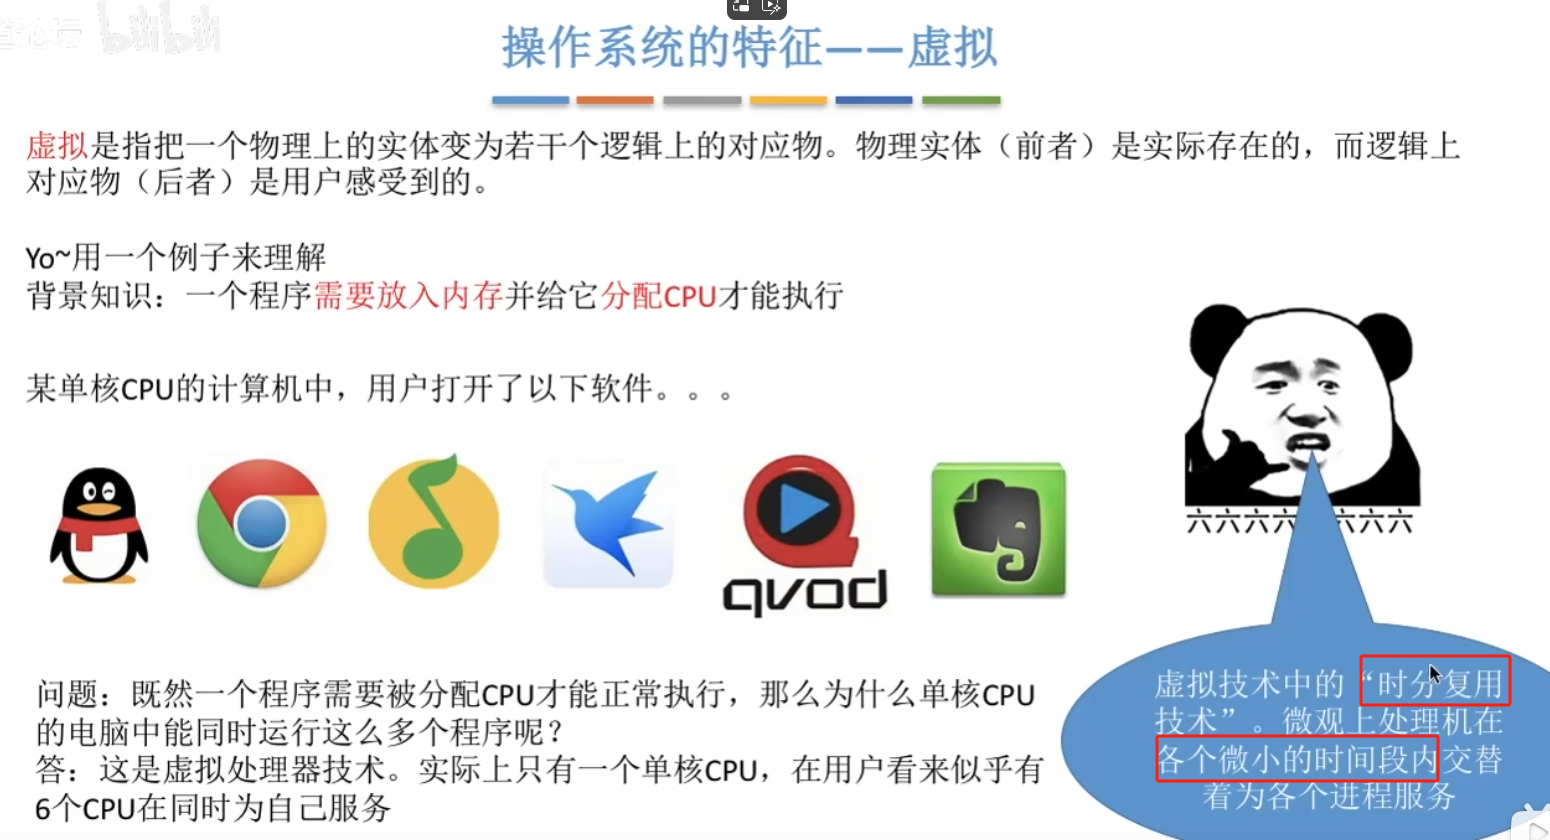 bilibili
操作系统的特征——虚拟
虚拟是指把一个物理上的实体变为若干个逻辑上的对应物。物理实体（前者）是实际存在的，而逻辑上
对应物（后者）是用户感受到的。
Yo~用一个例子来理解
背景知识：一个程序需要放入内存并给它分配CPU才能执行
某单核CPU的计算机中，用户打开了以下软件。。。
qvod
六六六六 六六六
问题：既然一个程序需要被分配CPU才能正常执行，那么为什么单核CPU
的电脑中能同时运行这么多个程序呢？
答：这是虚拟处理器技术。实际上只有一个单核CPU，在用户看来似乎有
6个CPU在同时为自己服务
虚拟技术中的“时分复用
技术”。微观上处理机在
各个微小的时间段内交替
着为各个进程服务